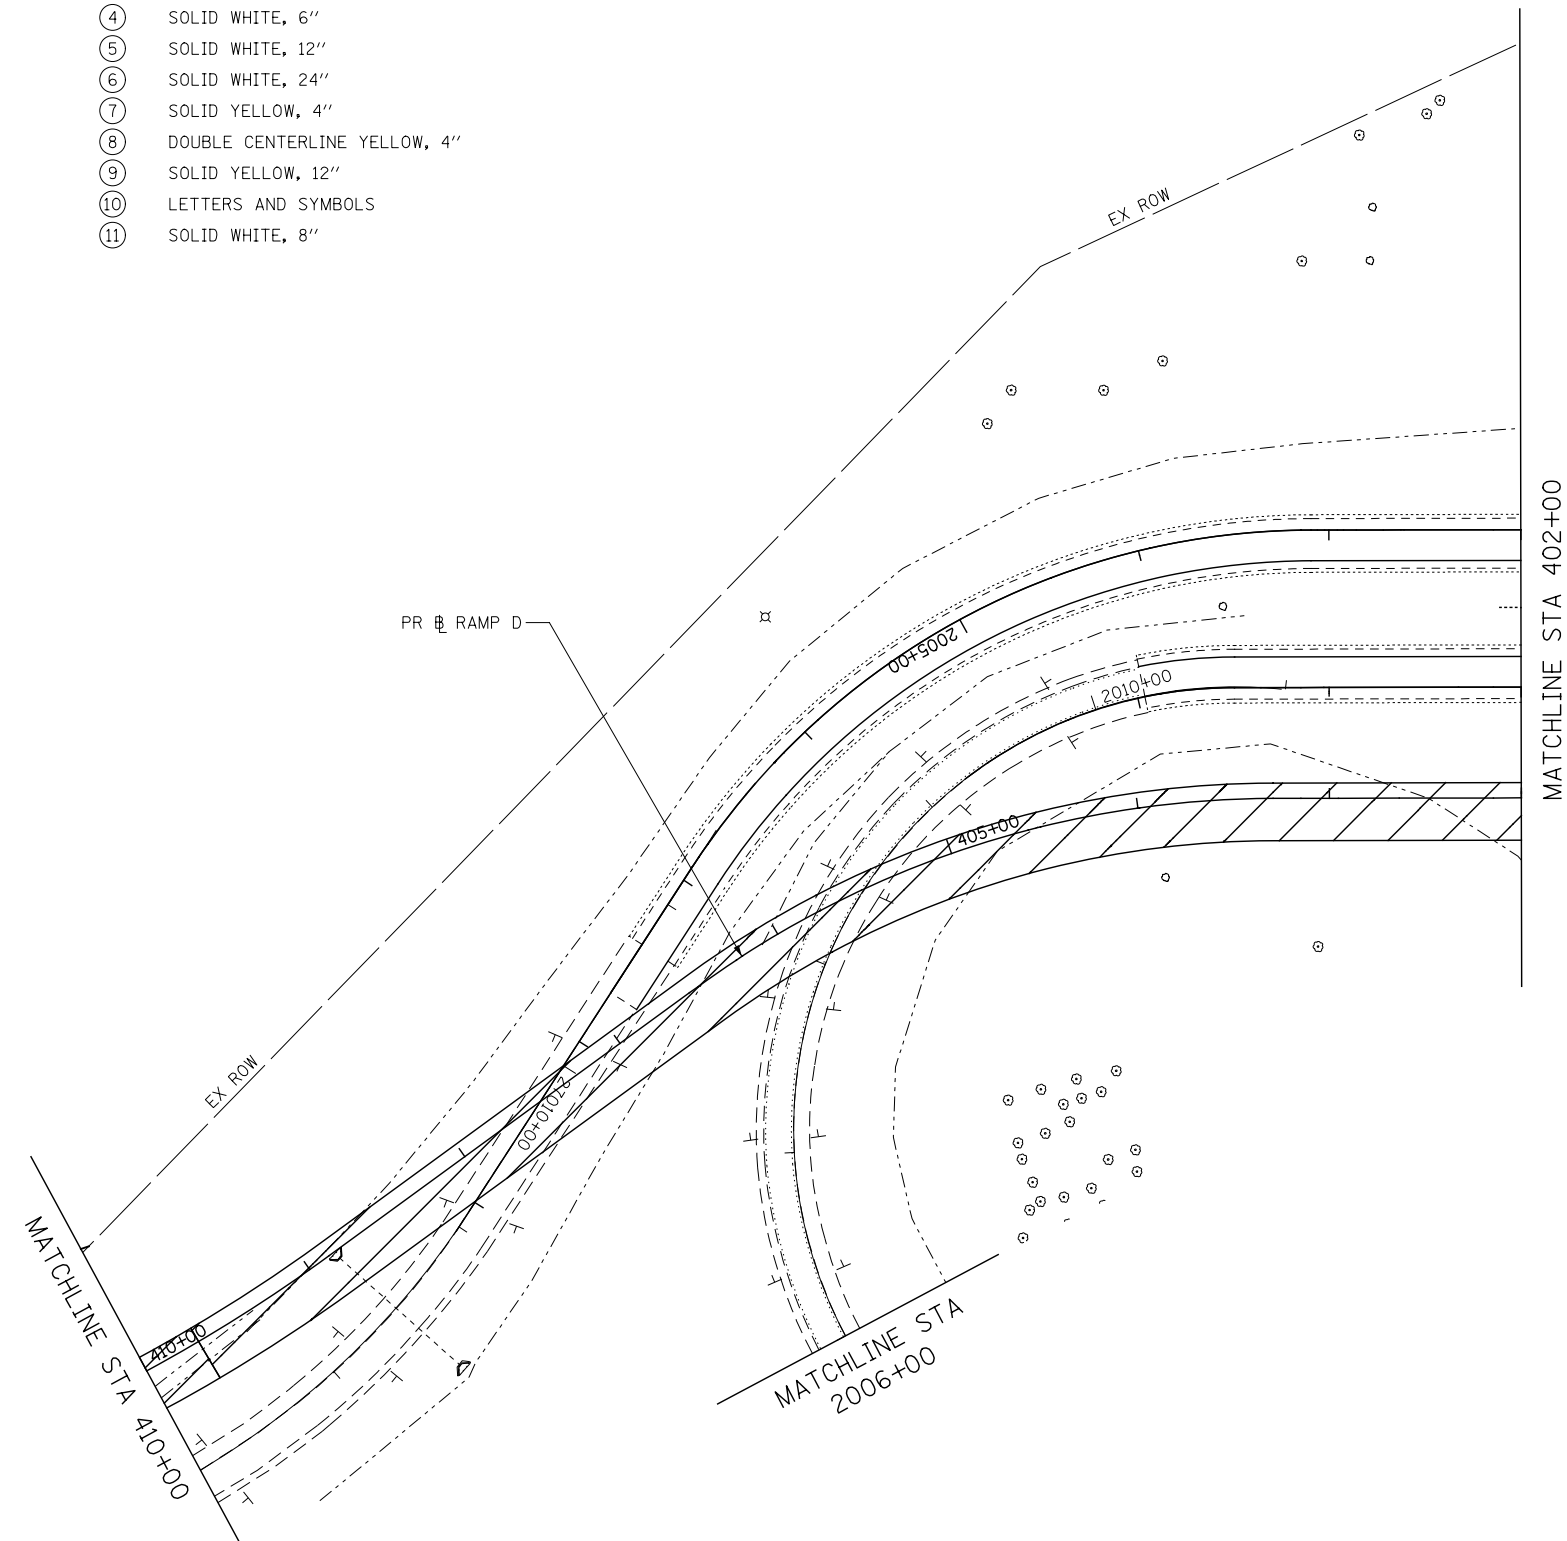 4 SOLID WHITE, 6"
5 SOLID WHITE, 12"
6 SOLID WHITE, 24"
7 SOLID YELLOW, 4"
8 DOUBLE CENTERLINE YELLOW, 4"
9 SOLID YELLOW, 12"
10 LETTERS AND SYMBOLS
11 SOLID WHITE, 8"
EX ROW
MATCHLINE STA 402+00
PR ℄ RAMP D
2005+00
2010+00
405+00
EX ROW
27010+00
410+00
MATCHLINE STA 410+00
MATCHLINE STA
2006+00